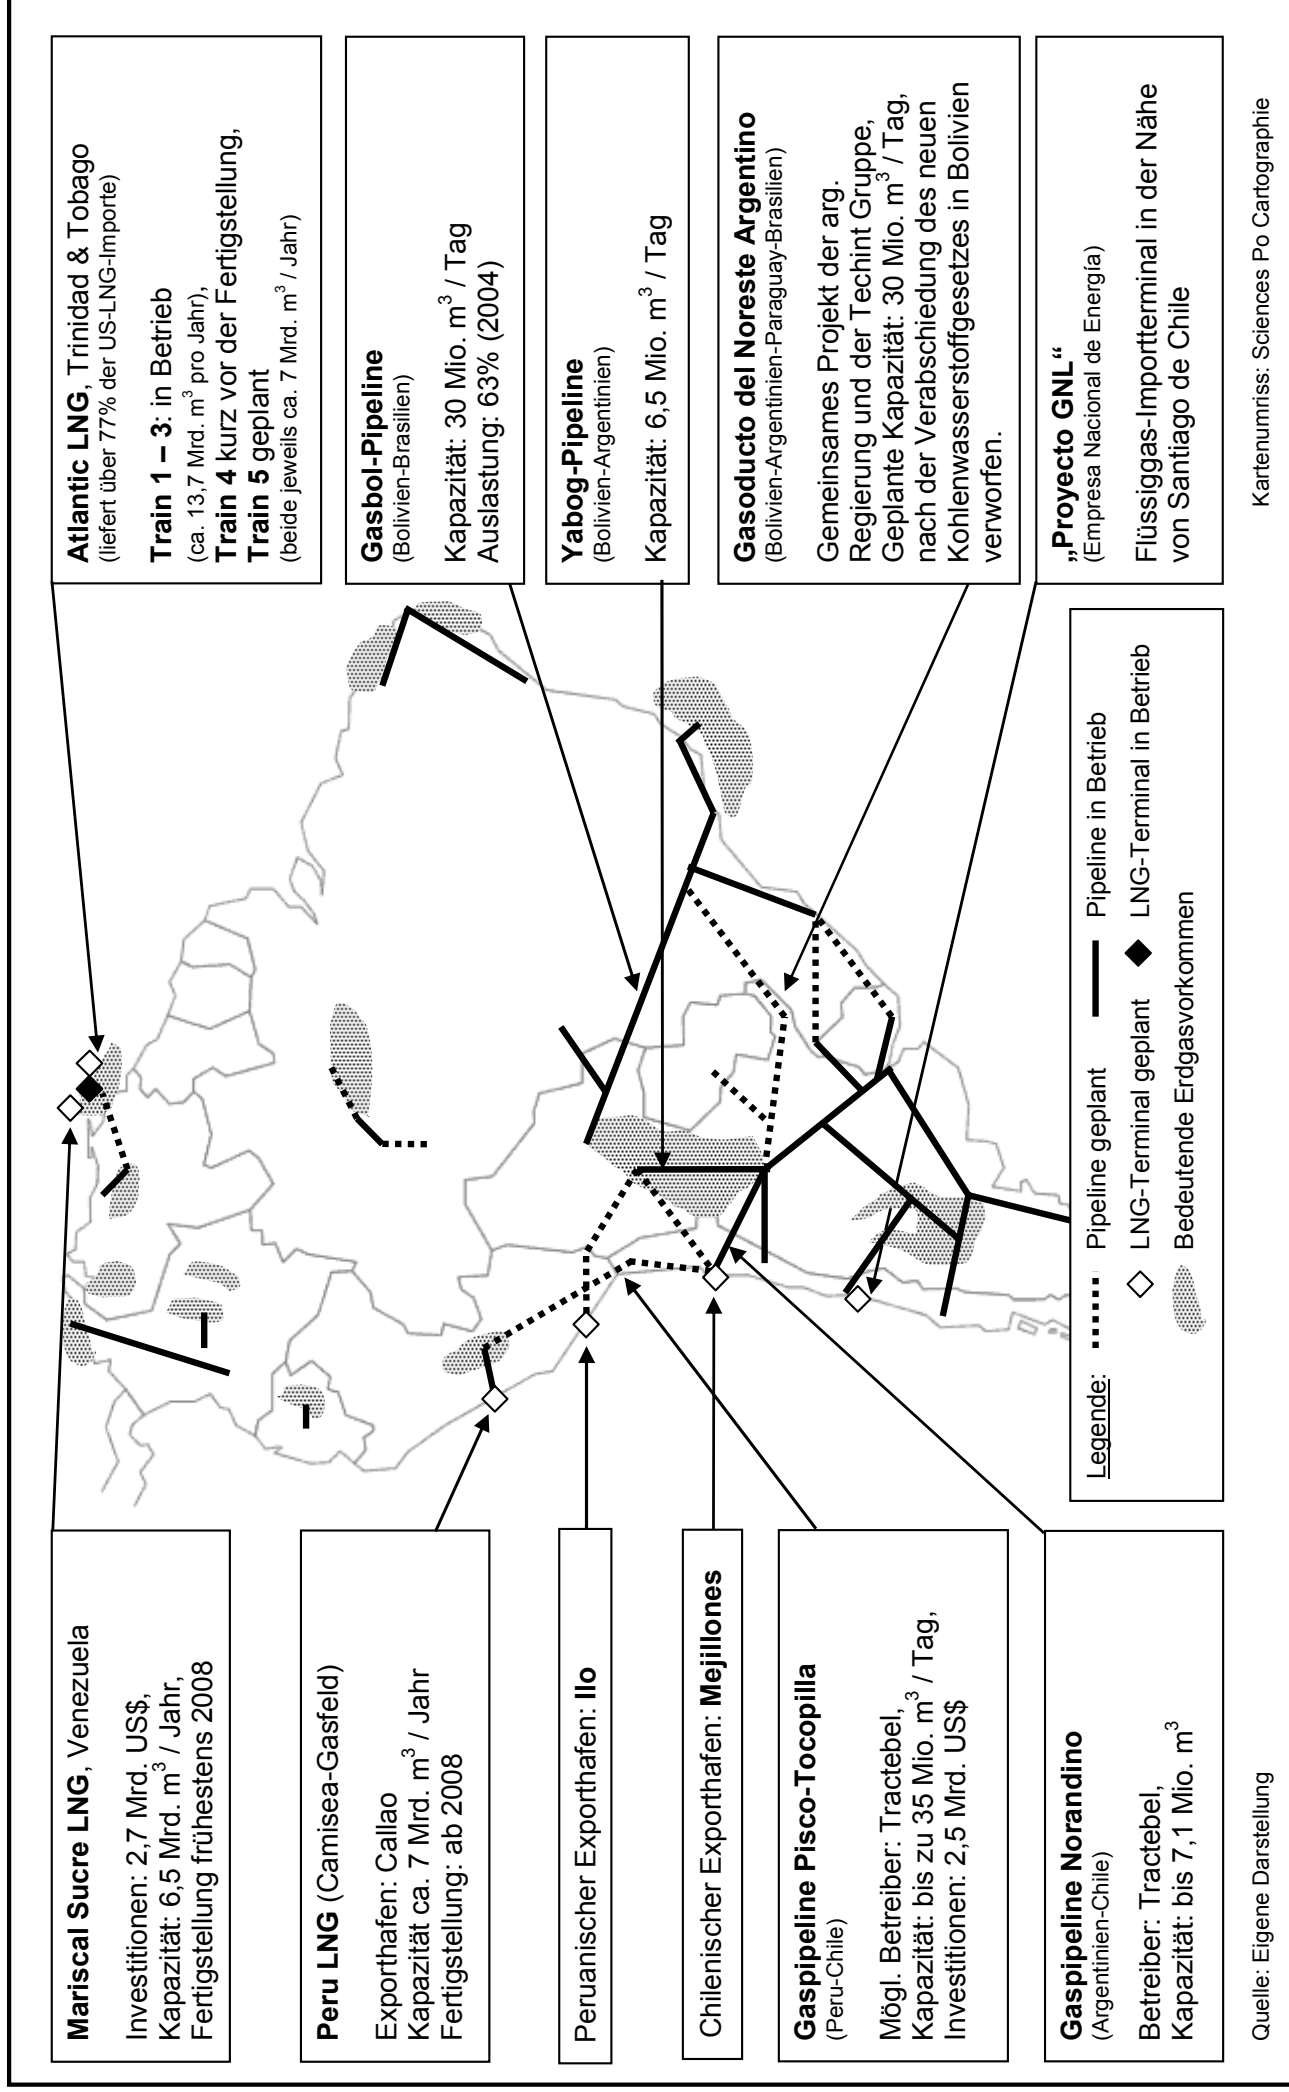 Mariscal Sucre LNG, Venezuela
Investitionen: 2,7 Mrd. US$,
Kapazität: 6,5 Mrd. m³ / Jahr,
Fertigstellung frühestens 2008
Peru LNG (Camisea-Gasfeld)
Exporthafen: Callao
Kapazität ca. 7 Mrd. m³ / Jahr
Fertigstellung: ab 2008
Peruanischer Exporthafen: Ilo
Chilenischer Exporthafen: Mejillones
Gaspipeline Pisco-Tocopilla
(Peru-Chile)
Mögl. Betreiber: Tractebel,
Kapazität: bis zu 35 Mio. m³ / Tag,
Investitionen: 2,5 Mrd. US$
Gaspipeline Norandino
(Argentinien-Chile)
Betreiber: Tractebel,
Kapazität: bis 7,1 Mio. m³
Atlantic LNG, Trinidad & Tobago
(liefert über 77% der US-LNG-Importe)
Train 1 – 3: in Betrieb
(ca. 13,7 Mrd. m³ pro Jahr),
Train 4 kurz vor der Fertigstellung,
Train 5 geplant
(beide jeweils ca. 7 Mrd. m³ / Jahr)
Gasbol-Pipeline
(Bolivien-Brasilien)
Kapazität: 30 Mio. m³ / Tag
Auslastung: 63% (2004)
Yabog-Pipeline
(Bolivien-Argentinien)
Kapazität: 6,5 Mio. m³ / Tag
Gasoducto del Noreste Argentino
(Bolivien-Argentinien-Paraguay-Brasilien)
Gemeinsames Projekt der arg.
Regierung und der Techint Gruppe,
Geplante Kapazität: 30 Mio. m³ / Tag,
nach der Verabschiedung des neuen
Kohlenwasserstoffgesetzes in Bolivien
verworfen.
„Proyecto GNL“
(Empresa Nacional de Energía)
Flüssiggas-Importterminal in der Nähe
von Santiago de Chile
Legende: Pipeline geplant Pipeline in Betrieb
LNG-Terminal geplant LNG-Terminal in Betrieb
Bedeutende Erdgasvorkommen
Quelle: Eigene Darstellung
Kartenumriss: Sciences Po Cartographie